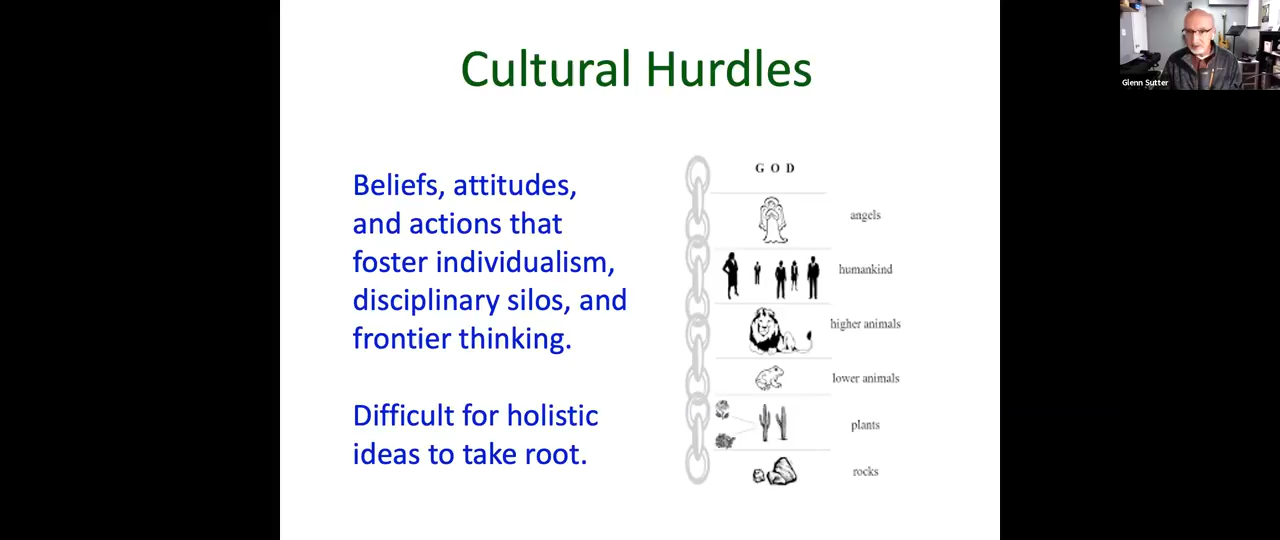 Cultural Hurdles
Glenn Sutter
Beliefs, attitudes,
and actions that
foster individualism,
disciplinary silos, and
frontier thinking.
Difficult for holistic
ideas to take root.
G O D
angels
humankind
higher animals
lower animals
plants
rocks